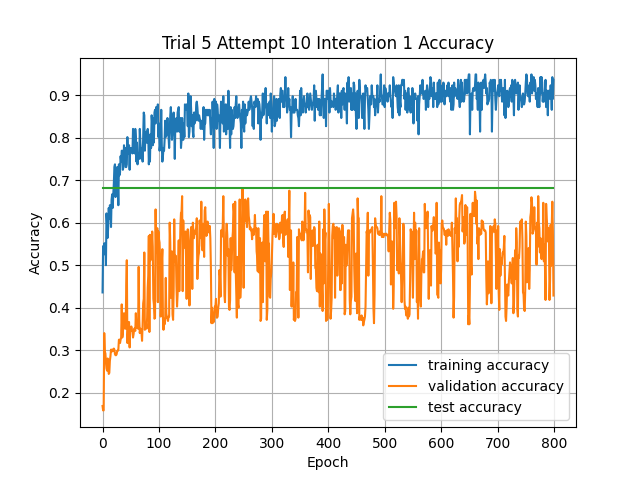 Trial 5 Attempt 10 Interation 1 Accuracy
0.9
0.8
0.7
0.6
0.5
0.4
0.3
0.2
Accuracy
training accuracy
validation accuracy
test accuracy
0 100 200 300 400 500 600 700 800
Epoch